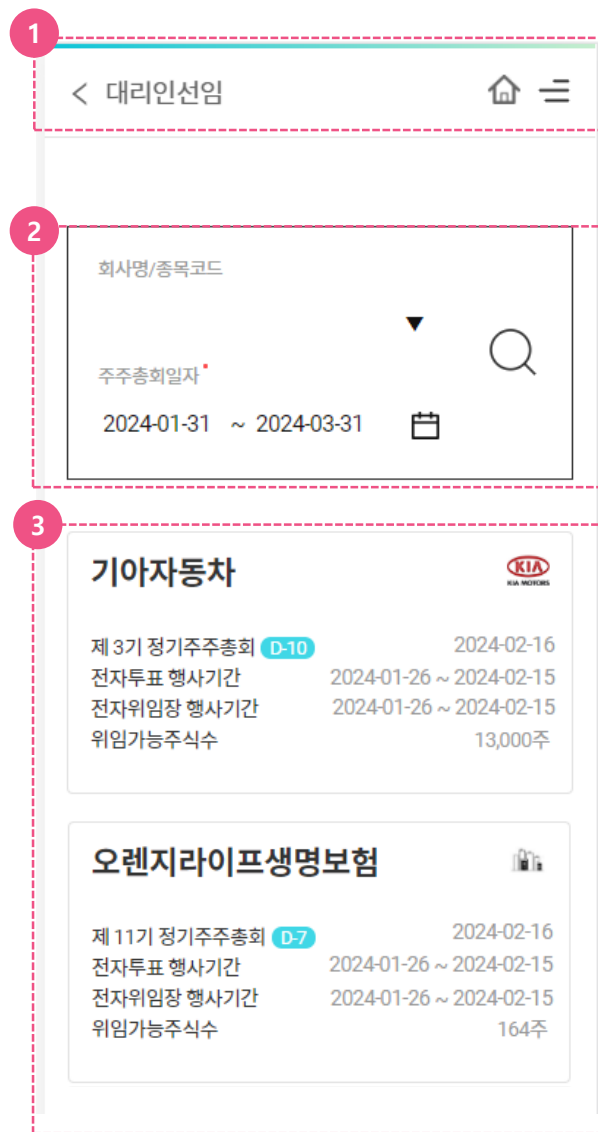 1
대리인선임
2
회사명/종목코드
주주총회일자
2024-01-31 ~ 2024-03-31
3
기아자동차
KIA
KIA MOTORS
제 3기 정기주주총회 D-10 2024-02-16
전자투표 행사기간 2024-01-26 ~ 2024-02-15
전자위임장 행사기간 2024-01-26 ~ 2024-02-15
위임가능주식수 13,000주
오렌지라이프생명보험
제 11기 정기주주총회 D-7 2024-02-16
전자투표 행사기간 2024-01-26 ~ 2024-02-15
전자위임장 행사기간 2024-01-26 ~ 2024-02-15
위임가능주식수 164주